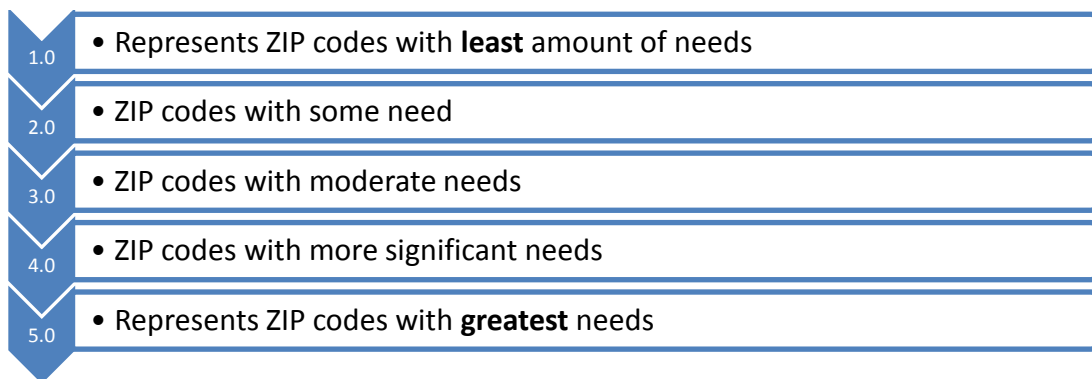 1.0
• Represents ZIP codes with least amount of needs
2.0
• ZIP codes with some need
3.0
• ZIP codes with moderate needs
4.0
• ZIP codes with more significant needs
5.0
• Represents ZIP codes with greatest needs